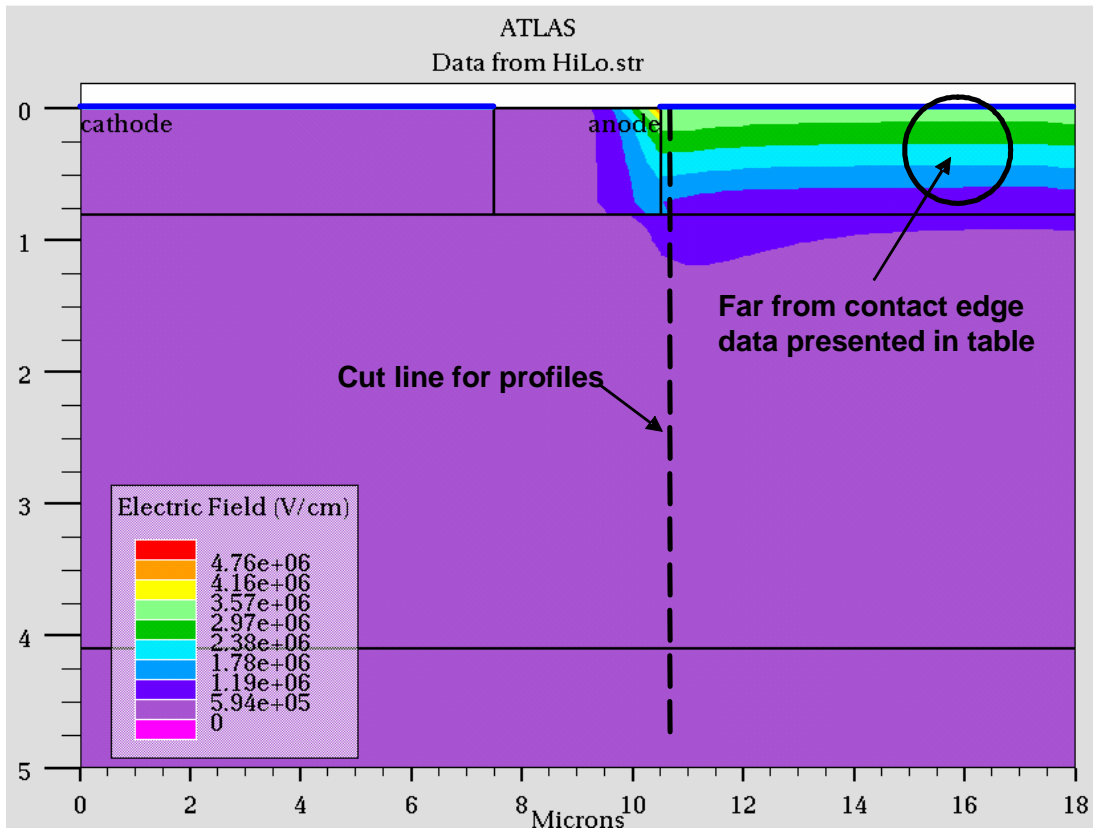 ATLAS
Data from HiLo.str
0
cathode
anode
1
Far from contact edge
data presented in table
2
Cut line for profiles
3
Electric Field (V/cm)
4.76e+06
4.16e+06
3.57e+06
2.97e+06
2.38e+06
1.78e+06
1.19e+06
5.94e+05
0
4
5
0 2 4 6 8 10 12 14 16 18
Microns